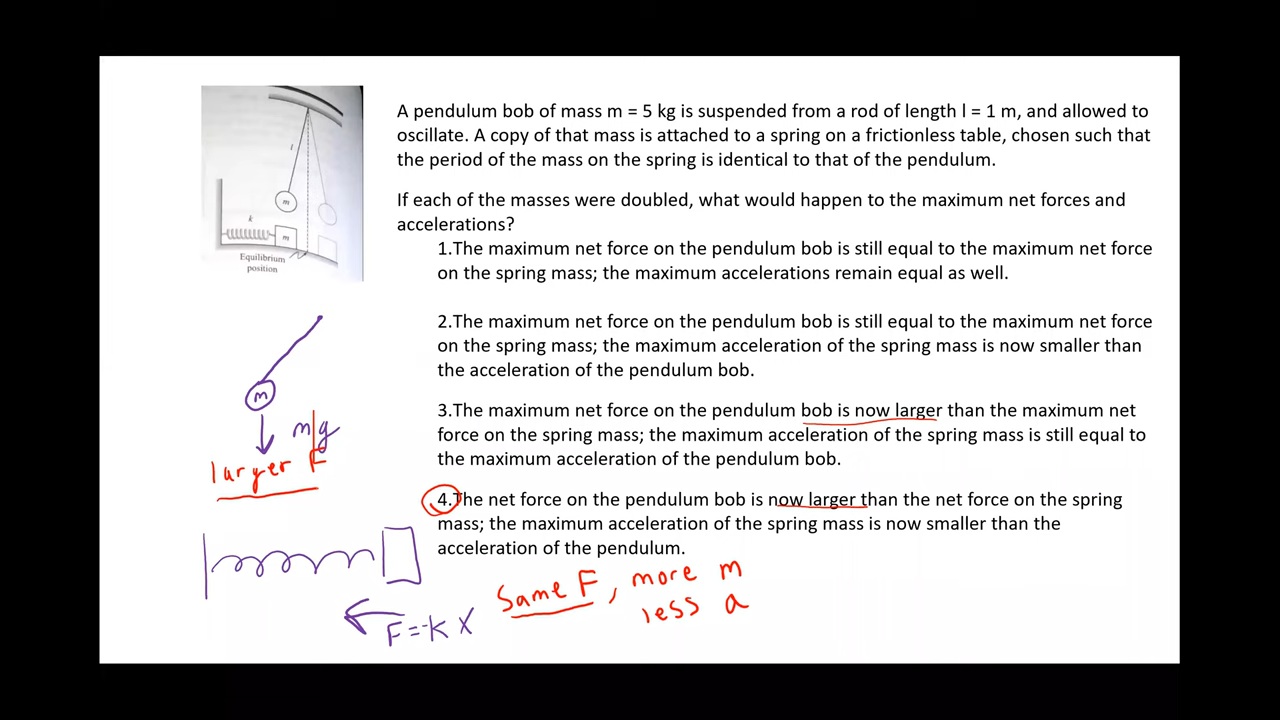 A pendulum bob of mass m = 5 kg is suspended from a rod of length l = 1 m, and allowed to
oscillate. A copy of that mass is attached to a spring on a frictionless table, chosen such that
the period of the mass on the spring is identical to that of the pendulum.
If each of the masses were doubled, what would happen to the maximum net forces and
accelerations?
1.The maximum net force on the pendulum bob is still equal to the maximum net force
on the spring mass; the maximum accelerations remain equal as well.
2.The maximum net force on the pendulum bob is still equal to the maximum net force
on the spring mass; the maximum acceleration of the spring mass is now smaller than
the acceleration of the pendulum bob.
3.The maximum net force on the pendulum bob is now larger than the maximum net
force on the spring mass; the maximum acceleration of the spring mass is still equal to
the maximum acceleration of the pendulum bob.
4.The net force on the pendulum bob is now larger than the net force on the spring
mass; the maximum acceleration of the spring mass is now smaller than the
acceleration of the pendulum.
l
m
k
m
Equilibrium
position
m
mg
larger F
F=-kx
Same F, more m
less a